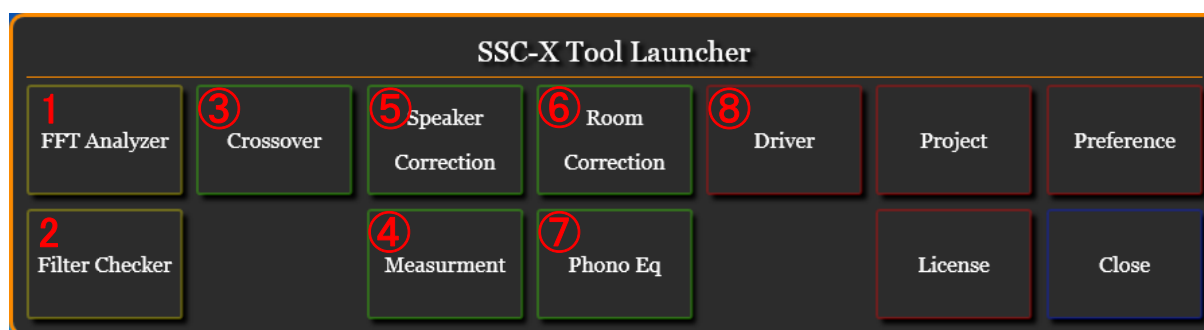 SSC-X Tool Launcher
1
FFT Analyzer
③
Crossover
⑤
Speaker
Correction
⑥
Room
Correction
⑧
Driver
Project
Preference
2
Filter Checker
④
Measurment
⑦
Phono Eq
License
Close